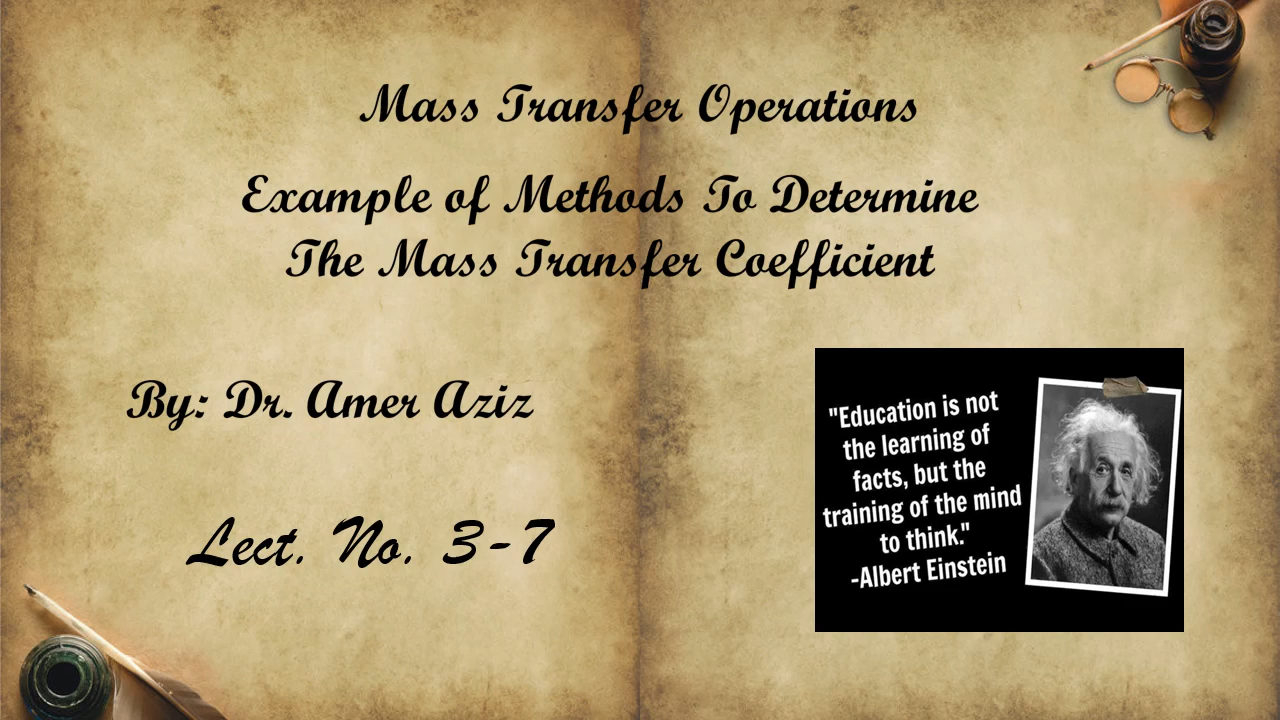 Mass Transfer Operations
Example of Methods To Determine
The Mass Transfer Coefficient
By: Dr. Amer Aziz
Lect. No. 3-7
"Education is not
the learning of
facts, but the
training of the mind
to think."
-Albert Einstein